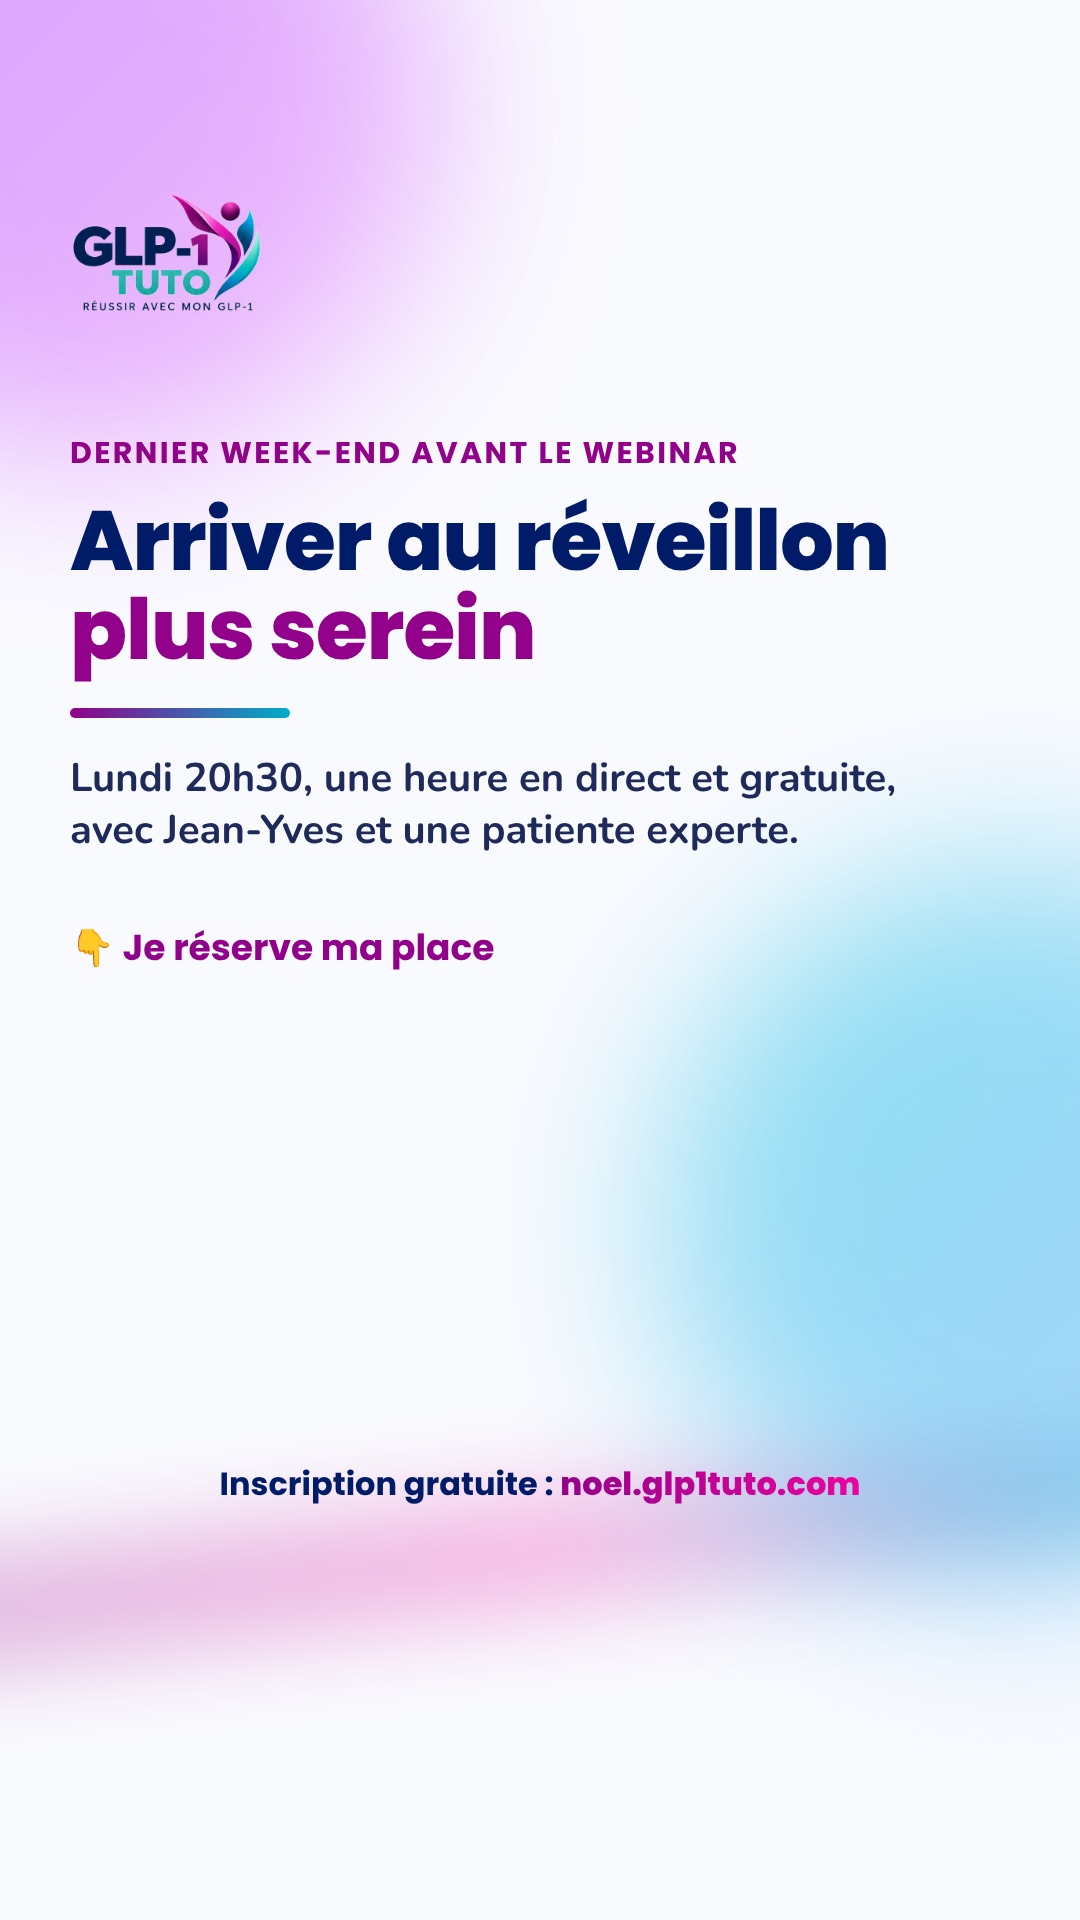 GLP-1
TUTO
RÉUSSIR AVEC MON GLP-1
DERNIER WEEK-END AVANT LE WEBINAR
Arriver au réveillon
plus serein
Lundi 20h30, une heure en direct et gratuite,
avec Jean-Yves et une patiente experte.
👇 Je réserve ma place
Inscription gratuite : noel.glp1tuto.com